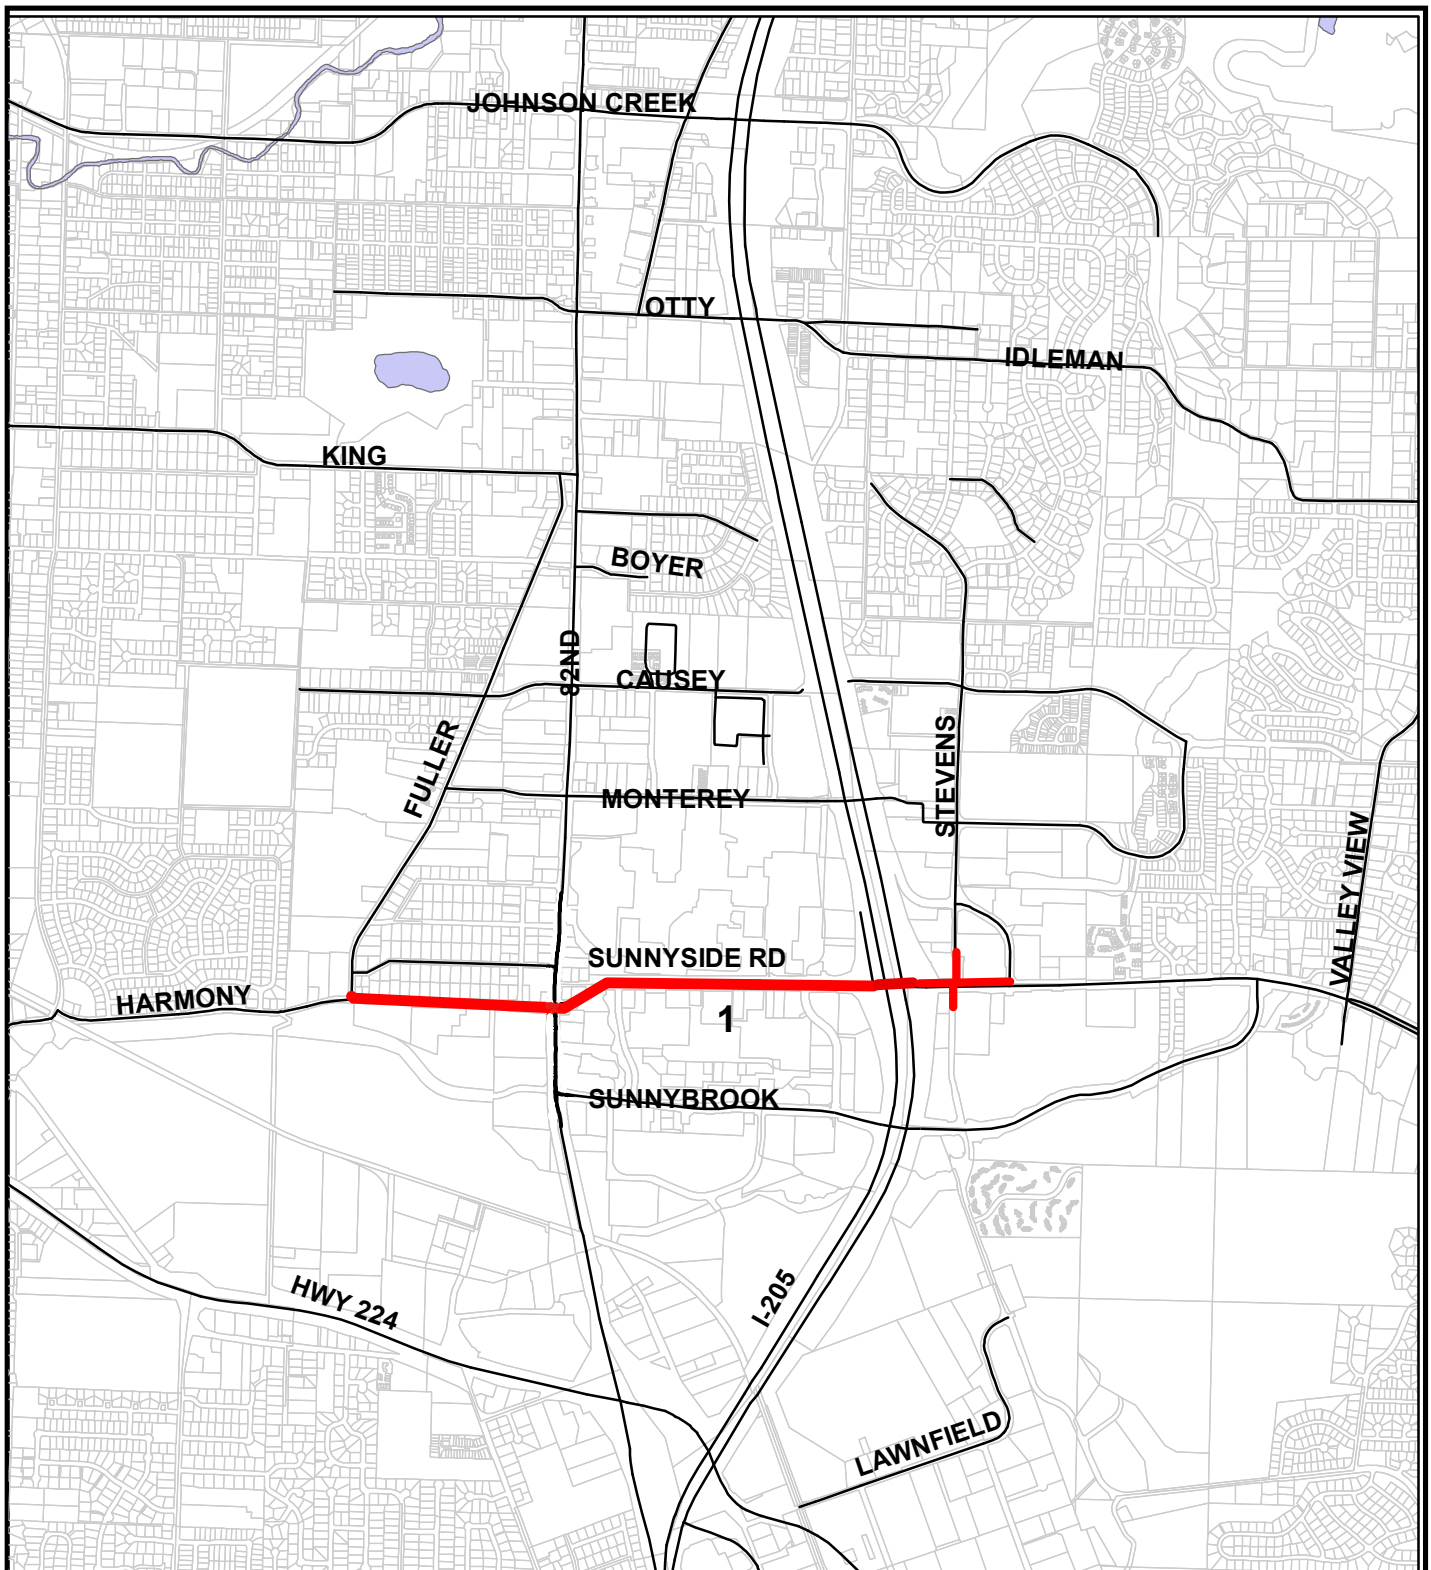 JOHNSON CREEK
OTTY
IDLEMAN
KING
BOYER
82ND
CAUSEY
FULLER
STEVENS
MONTEREY
VALLEY VIEW
SUNNYSIDE RD
HARMONY
1
SUNNYBROOK
HWY 224
I-205
LAWNFIELD